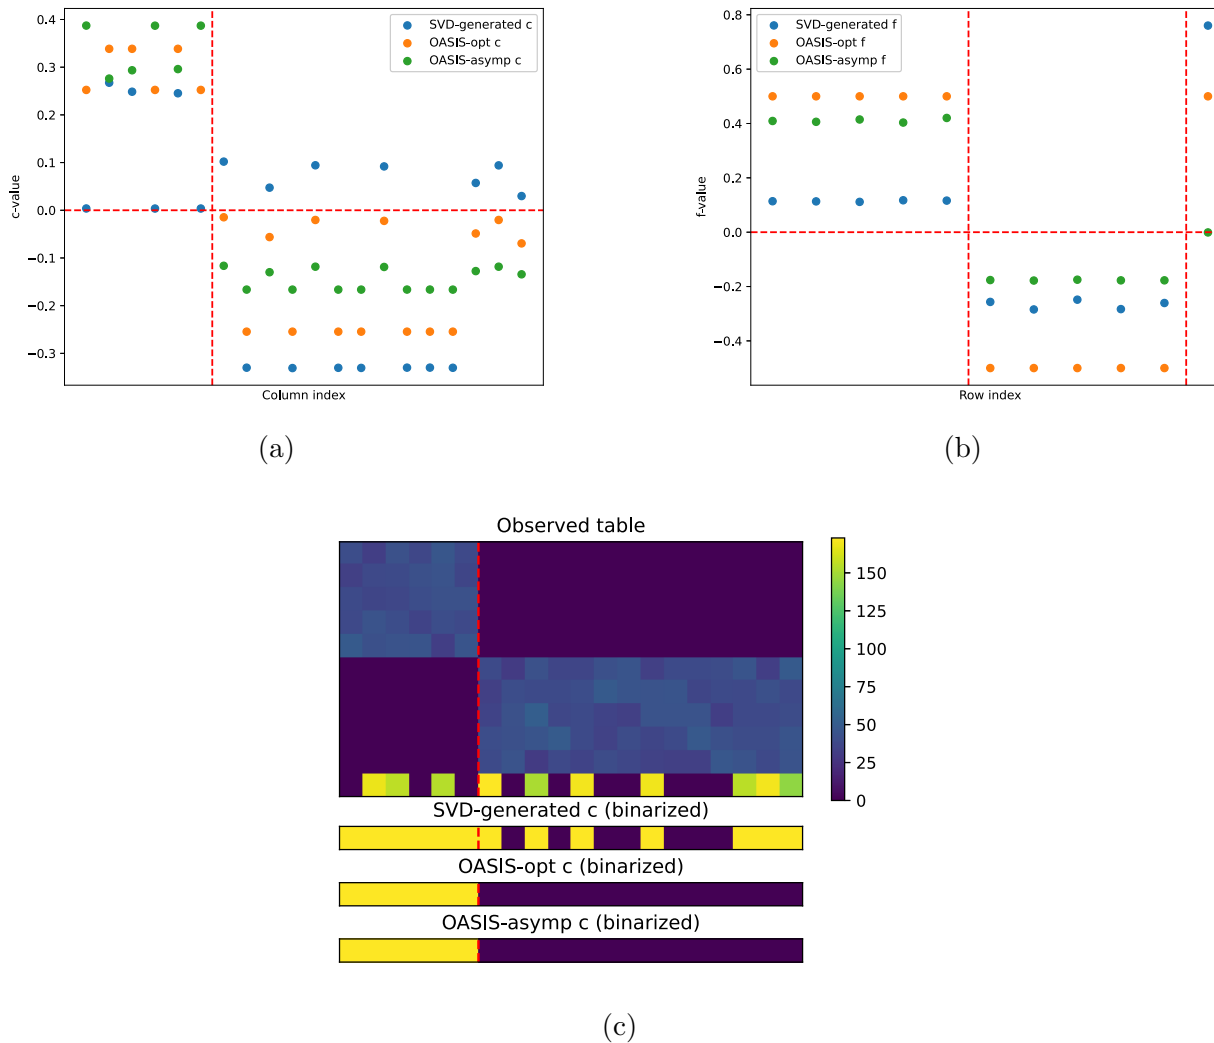 SVD-generated c
OASIS-opt c
OASIS-asymp c
0.4
0.3
0.2
0.1
0.0
−0.1
−0.2
−0.3
c-value
Column index
(a)
SVD-generated f
OASIS-opt f
OASIS-asymp f
0.8
0.6
0.4
0.2
0.0
−0.2
−0.4
f-value
Row index
(b)
Observed table
150
125
100
75
50
25
0
SVD-generated c (binarized)
OASIS-opt c (binarized)
OASIS-asymp c (binarized)
(c)